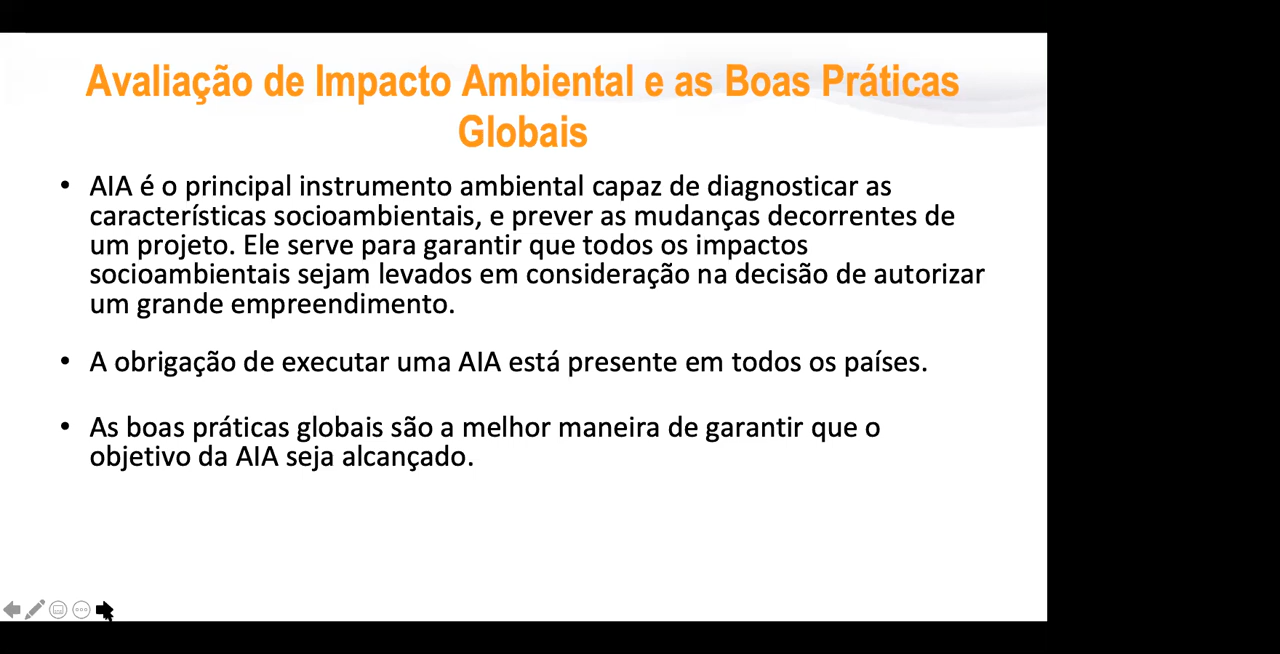 Avaliação de Impacto Ambiental e as Boas Práticas
Globais
• AIA é o principal instrumento ambiental capaz de diagnosticar as
características socioambientais, e prever as mudanças decorrentes de
um projeto. Ele serve para garantir que todos os impactos
socioambientais sejam levados em consideração na decisão de autorizar
um grande empreendimento.
• A obrigação de executar uma AIA está presente em todos os países.
• As boas práticas globais são a melhor maneira de garantir que o
objetivo da AIA seja alcançado.